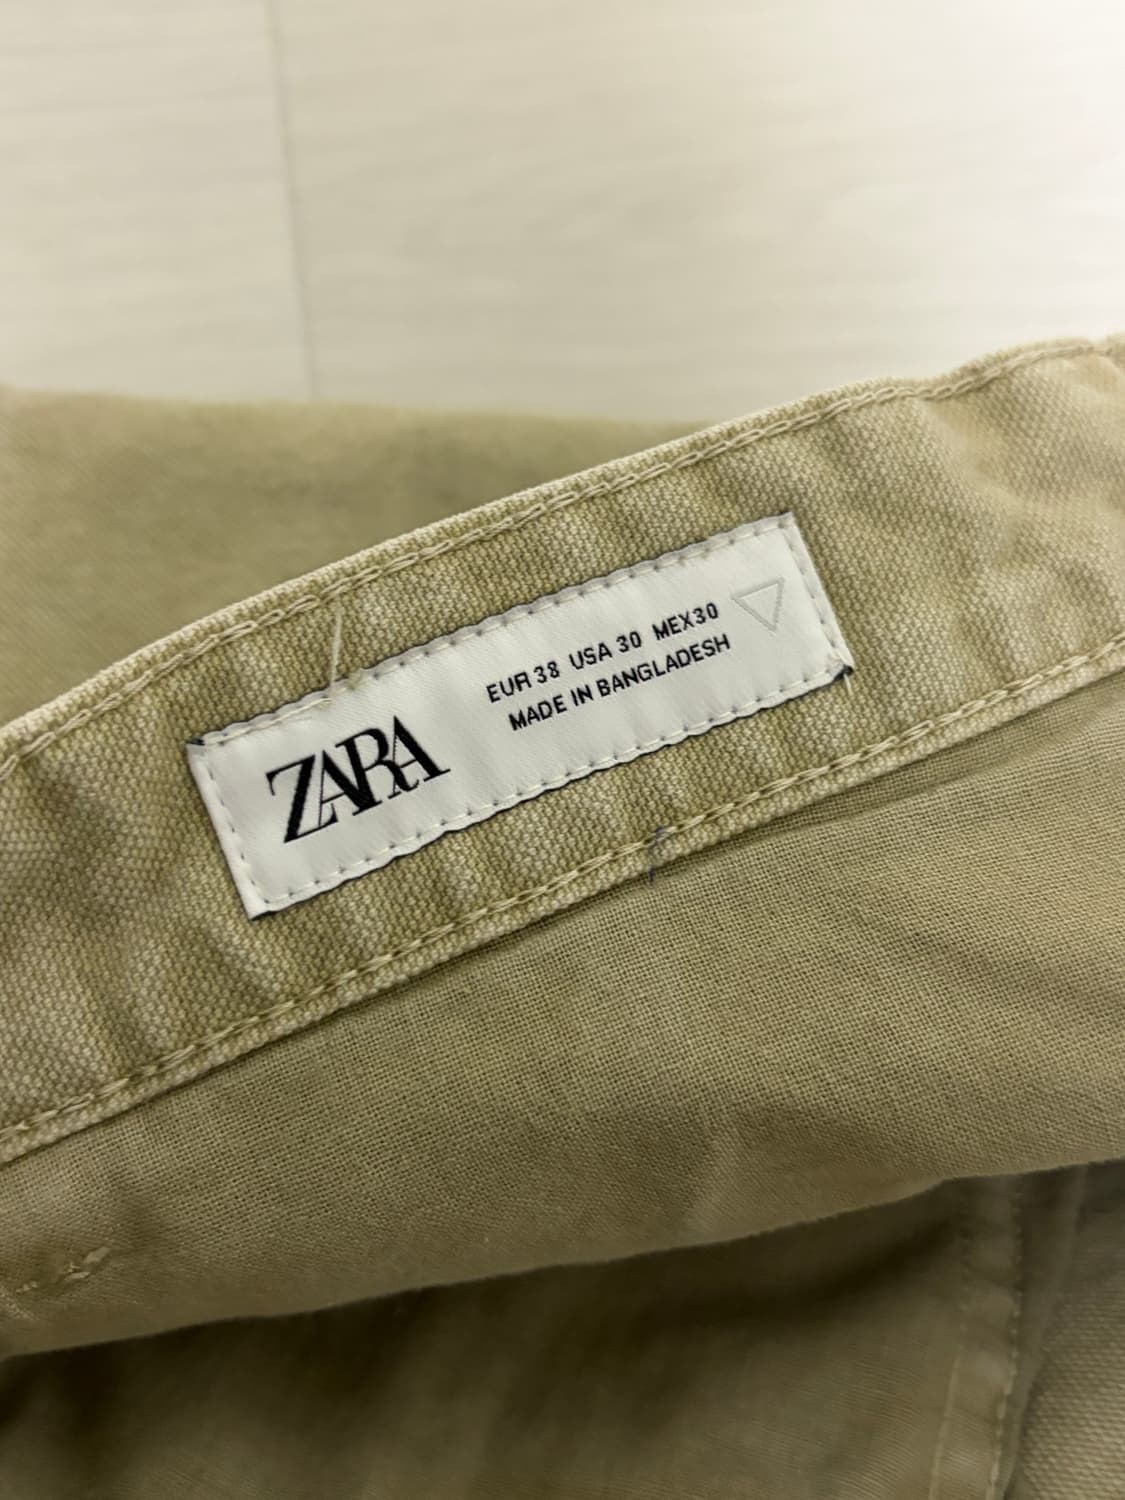 ZARA
EUR 38 USA 30 MEX 30
MADE IN BANGLADESH